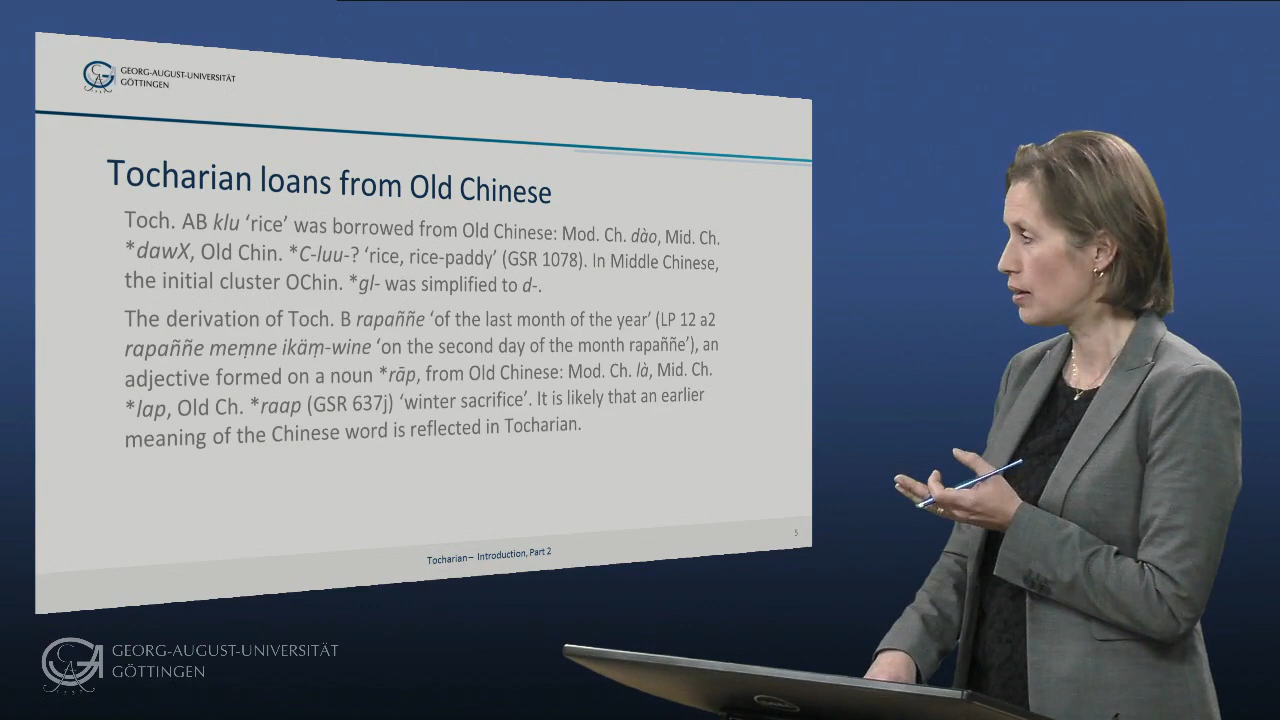 GEORG-AUGUST-UNIVERSITÄT
GÖTTINGEN
Tocharian loans from Old Chinese
Toch. AB klu ‘rice’ was borrowed from Old Chinese: Mod. Ch. dào, Mid. Ch.
*dawX, Old Chin. *C-luu-? ‘rice, rice-paddy’ (GSR 1078). In Middle Chinese,
the initial cluster OChin. *gl- was simplified to d-.
The derivation of Toch. B rapaññe ‘of the last month of the year’ (LP 12 a2
rapaññe meṃne ikäṃ-wine ‘on the second day of the month rapaññe’), an
adjective formed on a noun *rāp, from Old Chinese: Mod. Ch. là, Mid. Ch.
*lap, Old Ch. *raap (GSR 637j) ‘winter sacrifice’. It is likely that an earlier
meaning of the Chinese word is reflected in Tocharian.
5
Tocharian – Introduction, Part 2
GEORG-AUGUST-UNIVERSITÄT
GÖTTINGEN